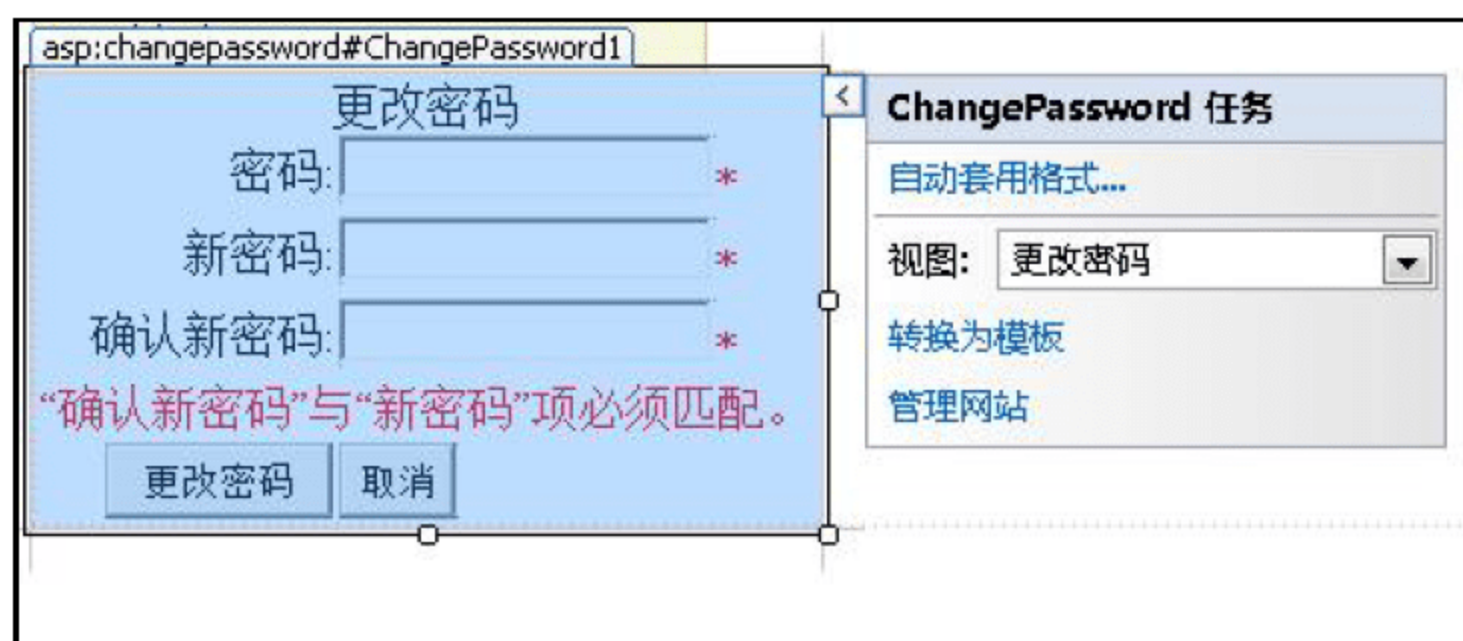 asp:changepassword#ChangePassword1
更改密码
密码:
*
新密码:
*
确认新密码:
*
“确认新密码”与“新密码”项必须匹配。
更改密码 取消
<
ChangePassword 任务
自动套用格式...
视图: 更改密码
转换为模板
管理网站